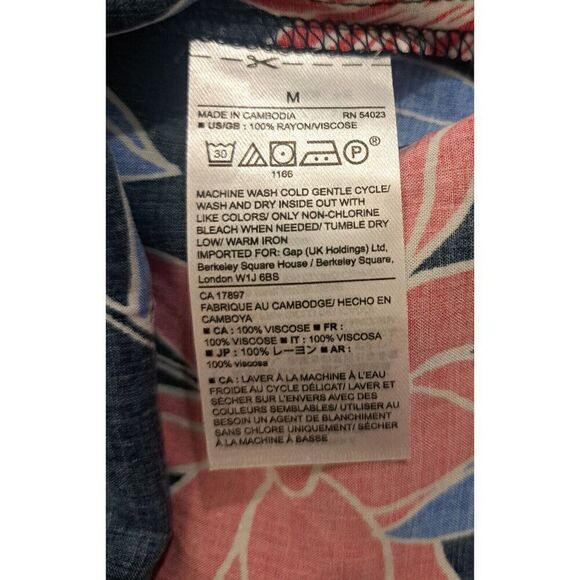 M
MADE IN CAMBODIA RN 54023
■ US/GB : 100% RAYON/VISCOSE
30 P ®
1166
MACHINE WASH COLD GENTLE CYCLE/
WASH AND DRY INSIDE OUT WITH
LIKE COLORS/ ONLY NON-CHLORINE
BLEACH WHEN NEEDED/ TUMBLE DRY
LOW/ WARM IRON
IMPORTED FOR: Gap (UK Holdings) Ltd,
Berkeley Square House / Berkeley Square,
London W1J 6BS
CA 17897
FABRIQUE AU CAMBODGE/ HECHO EN
CAMBOYA
■ CA : 100% VISCOSE ■ FR :
100% VISCOSE ■ IT : 100% VISCOSA
■ JP : 100% レーヨン ■ AR :
100% viscosa
■ CA : LAVER À LA MACHINE À L'EAU
FROIDE AU CYCLE DÉLICAT/ LAVER ET
SÉCHER SUR L'ENVERS AVEC DES
COULEURS SEMBLABLES/ UTILISER AU
BESOIN UN AGENT DE BLANCHIMENT
SANS CHLORE UNIQUEMENT/ SÉCHER
À LA MACHINE À BASSE